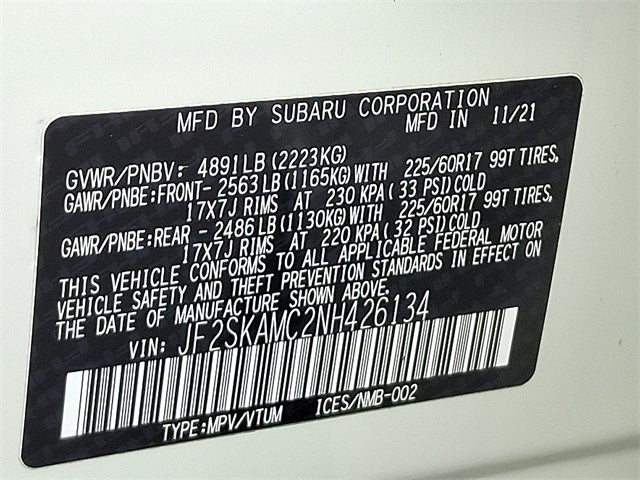 MFD BY SUBARU CORPORATION
MFD IN 11/21
GVWR/PNBV- 4891LB(2223KG)
GAWR/PNBE:FRONT- 2563LB(1165KG)WITH 225/60R17 99T TIRES,
17X7J RIMS AT 230 KPA(33 PSI)COLD
GAWR/PNBE:REAR - 2486LB(1130KG)WITH 225/60R17 99T TIRES,
17X7J RIMS AT 220 KPA(32 PSI)COLD
THIS VEHICLE CONFORMS TO ALL APPLICABLE FEDERAL MOTOR
VEHICLE SAFETY AND THEFT PREVENTION STANDARDS IN EFFECT ON
THE DATE OF MANUFACTURE SHOWN ABOVE.
VIN: JF2SKAMC2NH426134
TYPE:MPV/VTUM ICES/NMB-002